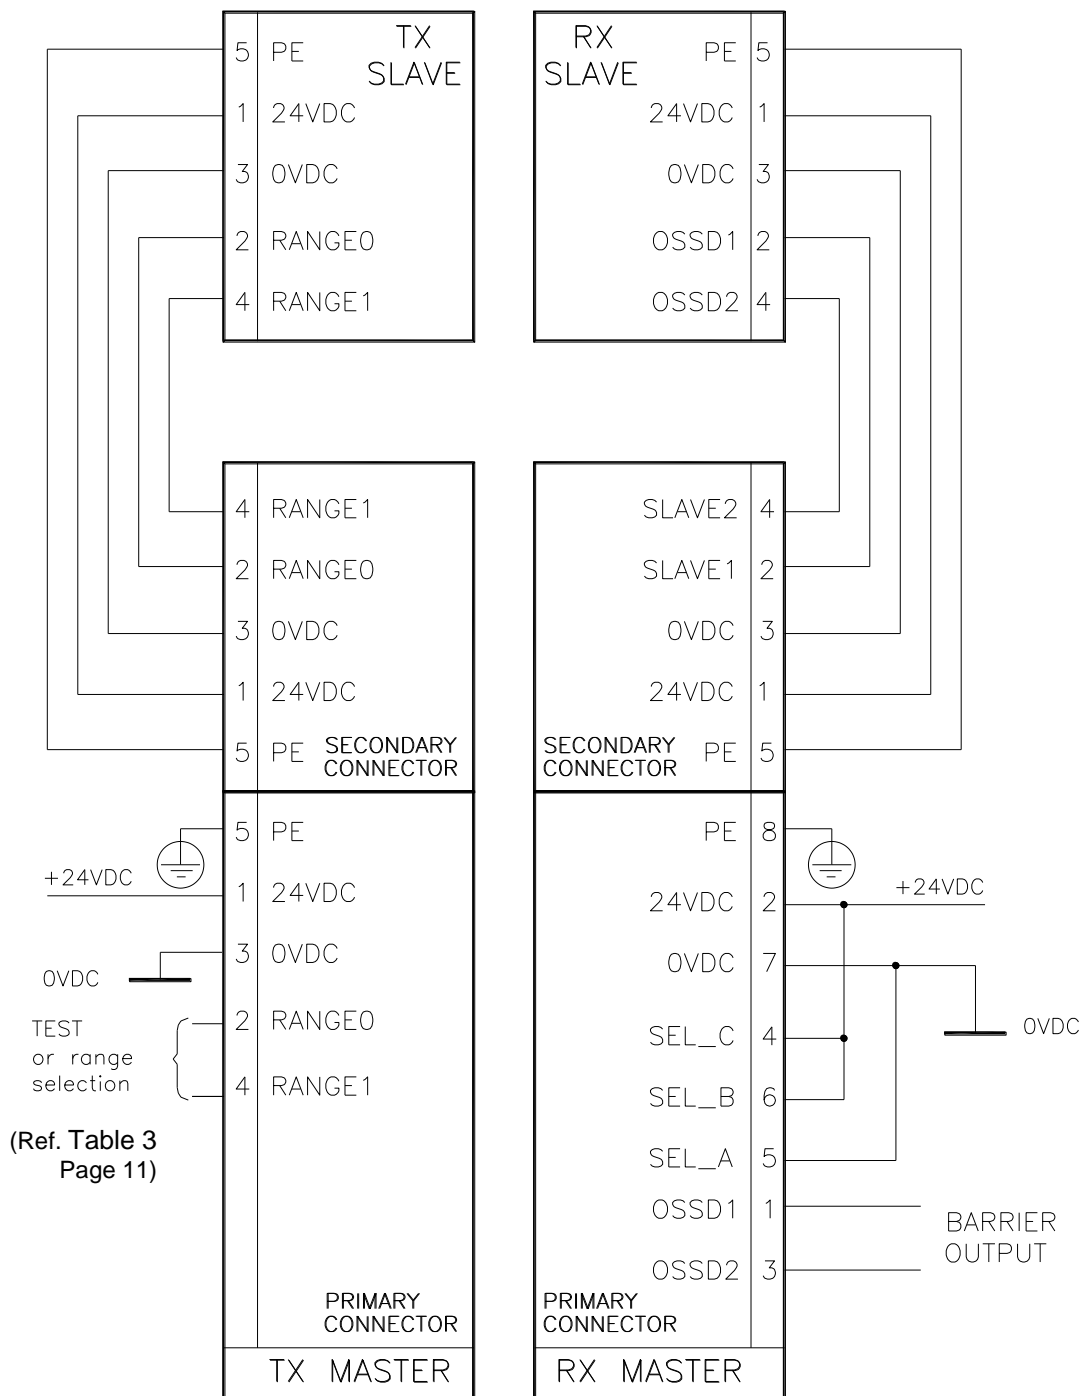 TX
SLAVE
5 PE
1 24VDC
3 0VDC
2 RANGE0
4 RANGE1
RX
SLAVE
PE 5
24VDC 1
0VDC 3
OSSD1 2
OSSD2 4
4 RANGE1
2 RANGE0
3 0VDC
1 24VDC
5 PE
SECONDARY
CONNECTOR
SLAVE2 4
SLAVE1 2
0VDC 3
24VDC 1
PE 5
SECONDARY
CONNECTOR
5 PE
+24VDC
1 24VDC
3 0VDC
0VDC
2 RANGE0
4 RANGE1
TEST
or range
selection
(Ref. Table 3
Page 11)
PRIMARY
CONNECTOR
TX MASTER
PE 8
24VDC 2
+24VDC
0VDC 7
0VDC
SEL_C 4
SEL_B 6
SEL_A 5
OSSD1 1
OSSD2 3
BARRIER
OUTPUT
PRIMARY
CONNECTOR
RX MASTER